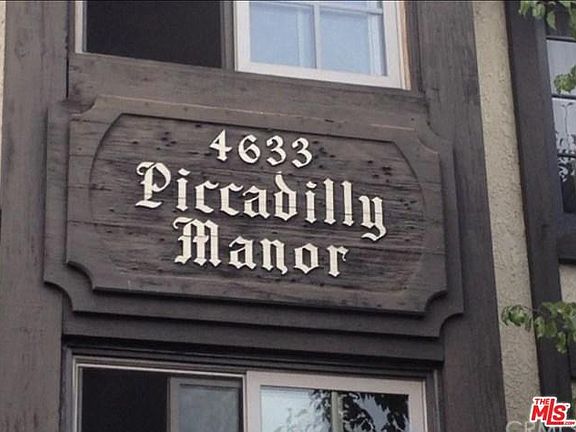 4633
Piccadilly
Manor
THE
MLS